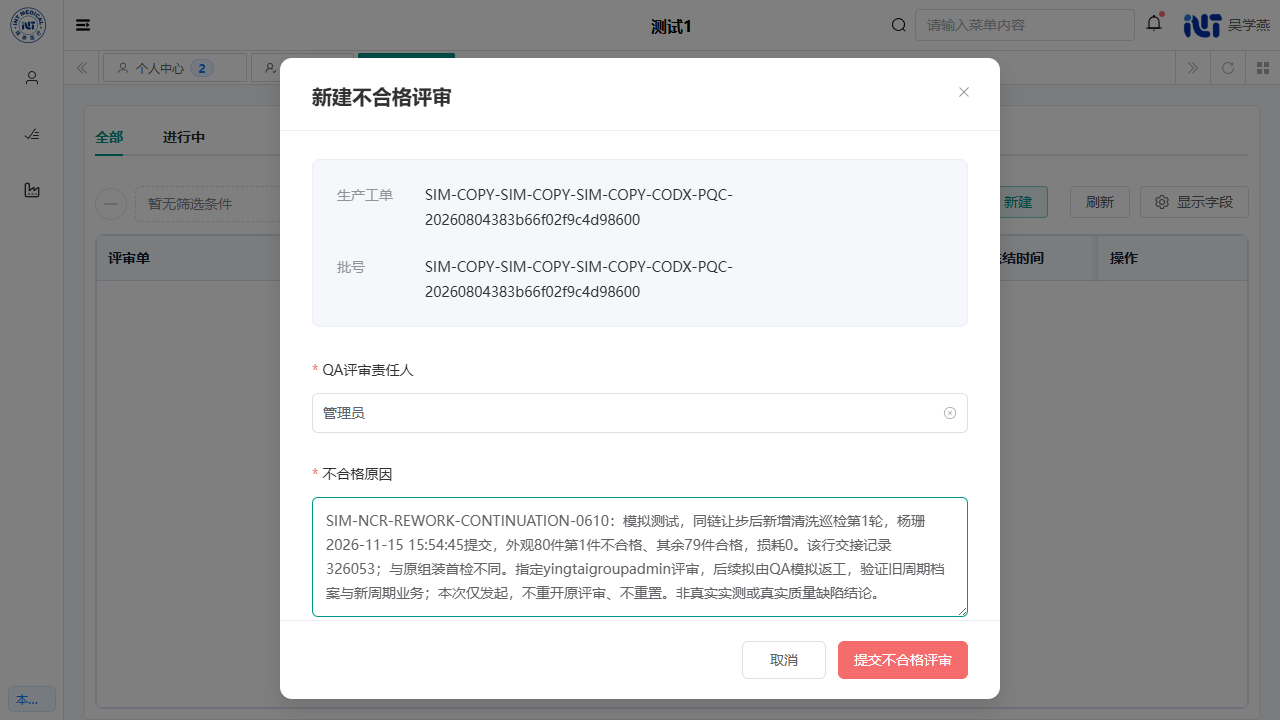 INT MEDICAL
测试1
请输入菜单内容
INT
吴学燕
个人中心 2
全部
进行中
暂无筛选条件
新建
刷新
显示字段
评审单
结时间
操作
本...
新建不合格评审
生产工单
SIM-COPY-SIM-COPY-SIM-COPY-CODX-PQC-
20260804383b66f02f9c4d98600
批号
SIM-COPY-SIM-COPY-SIM-COPY-CODX-PQC-
20260804383b66f02f9c4d98600
* QA评审责任人
管理员
* 不合格原因
SIM-NCR-REWORK-CONTINUATION-0610：模拟测试，同链让步后新增清洗巡检第1轮，杨珊
2026-11-15 15:54:45提交，外观80件第1件不合格、其余79件合格，损耗0。该行交接记录
326053；与原组装首检不同。指定yingtaigroupadmin评审，后续拟由QA模拟返工，验证旧周期档
案与新周期业务；本次仅发起，不重开原评审、不重置。非真实实测或真实质量缺陷结论。
取消
提交不合格评审